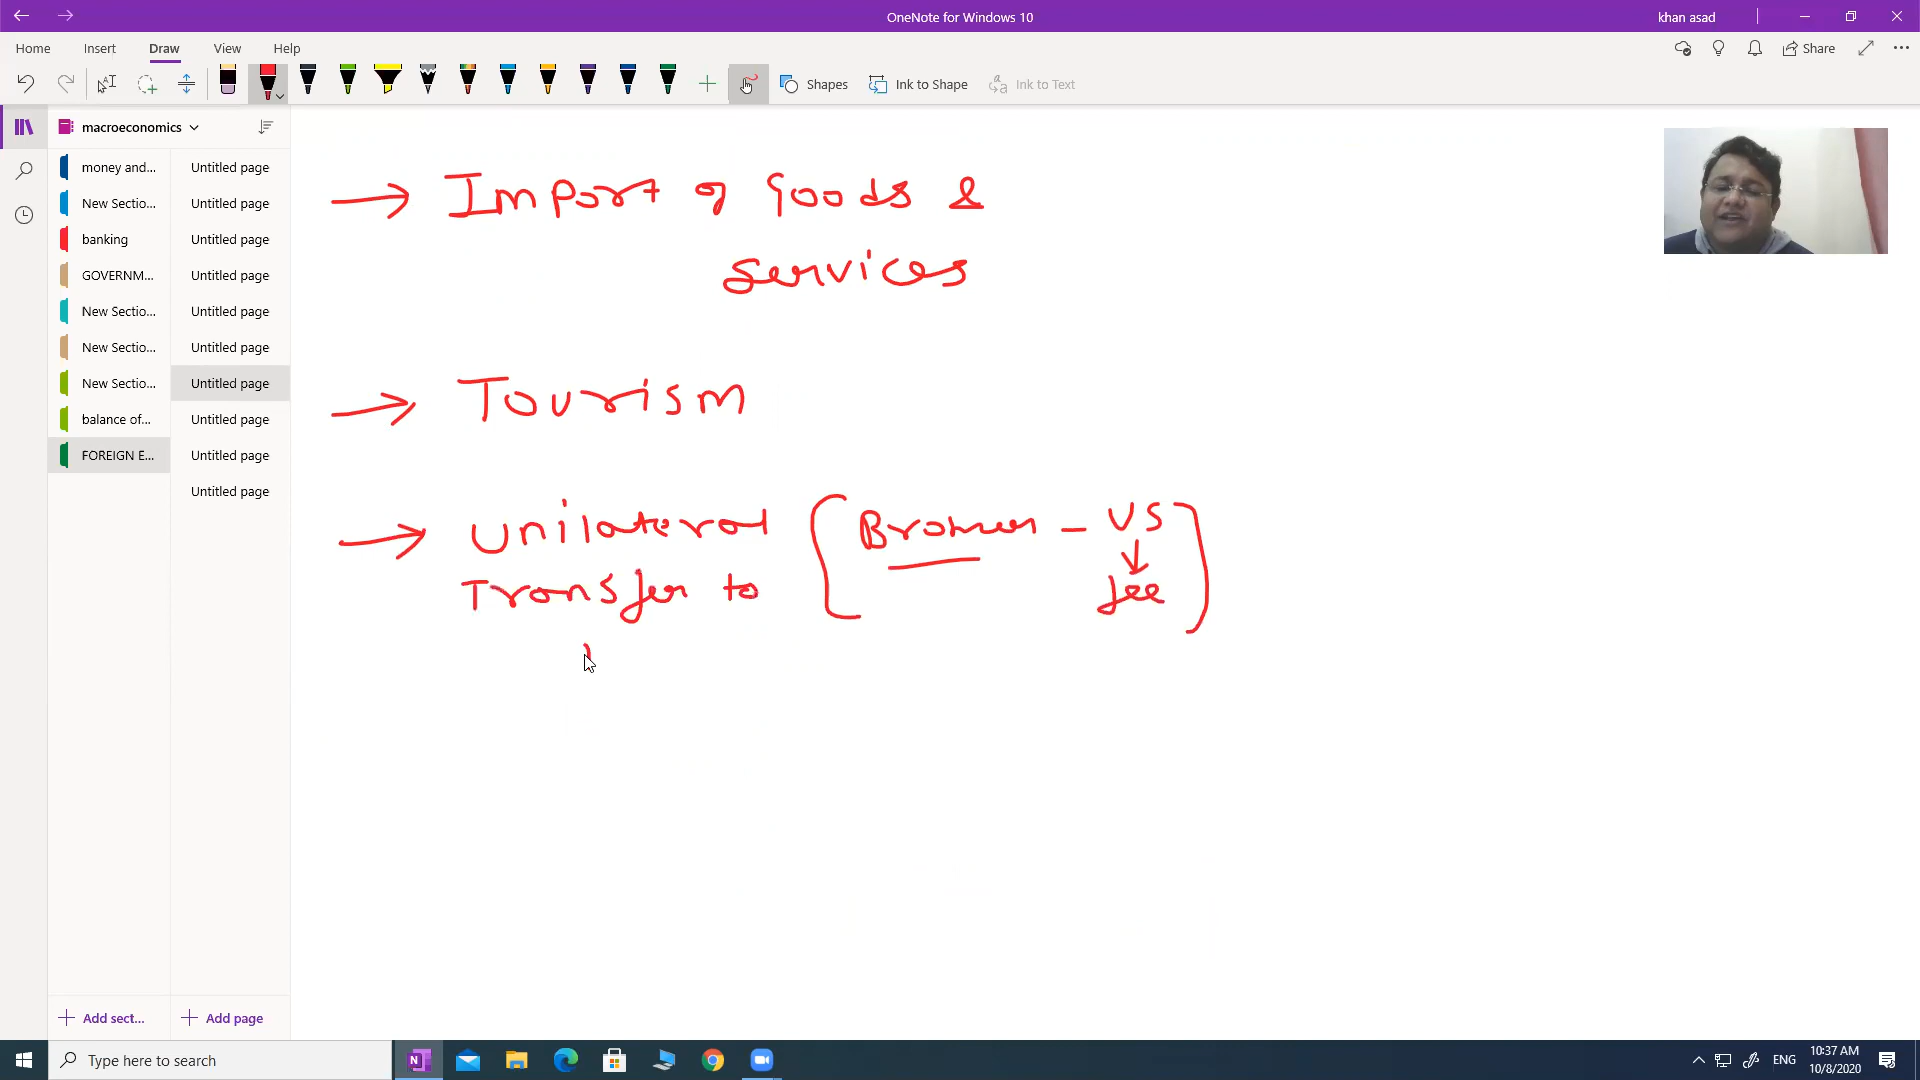 OneNote for Windows 10
khan asad
Home Insert Draw View Help
Share
Shapes Ink to Shape Ink to Text
macroeconomics
money and... Untitled page
New Sectio... Untitled page
banking Untitled page
GOVERNM... Untitled page
New Sectio... Untitled page
New Sectio... Untitled page
New Sectio... Untitled page
balance of... Untitled page
FOREIGN E... Untitled page
Untitled page
Add sect... Add page
→ Import of Goods &
services
→ Tourism
→ Unilateral
Transfer to
(Brother - US
↓
fee)
Type here to search
ENG
10:37 AM
10/8/2020